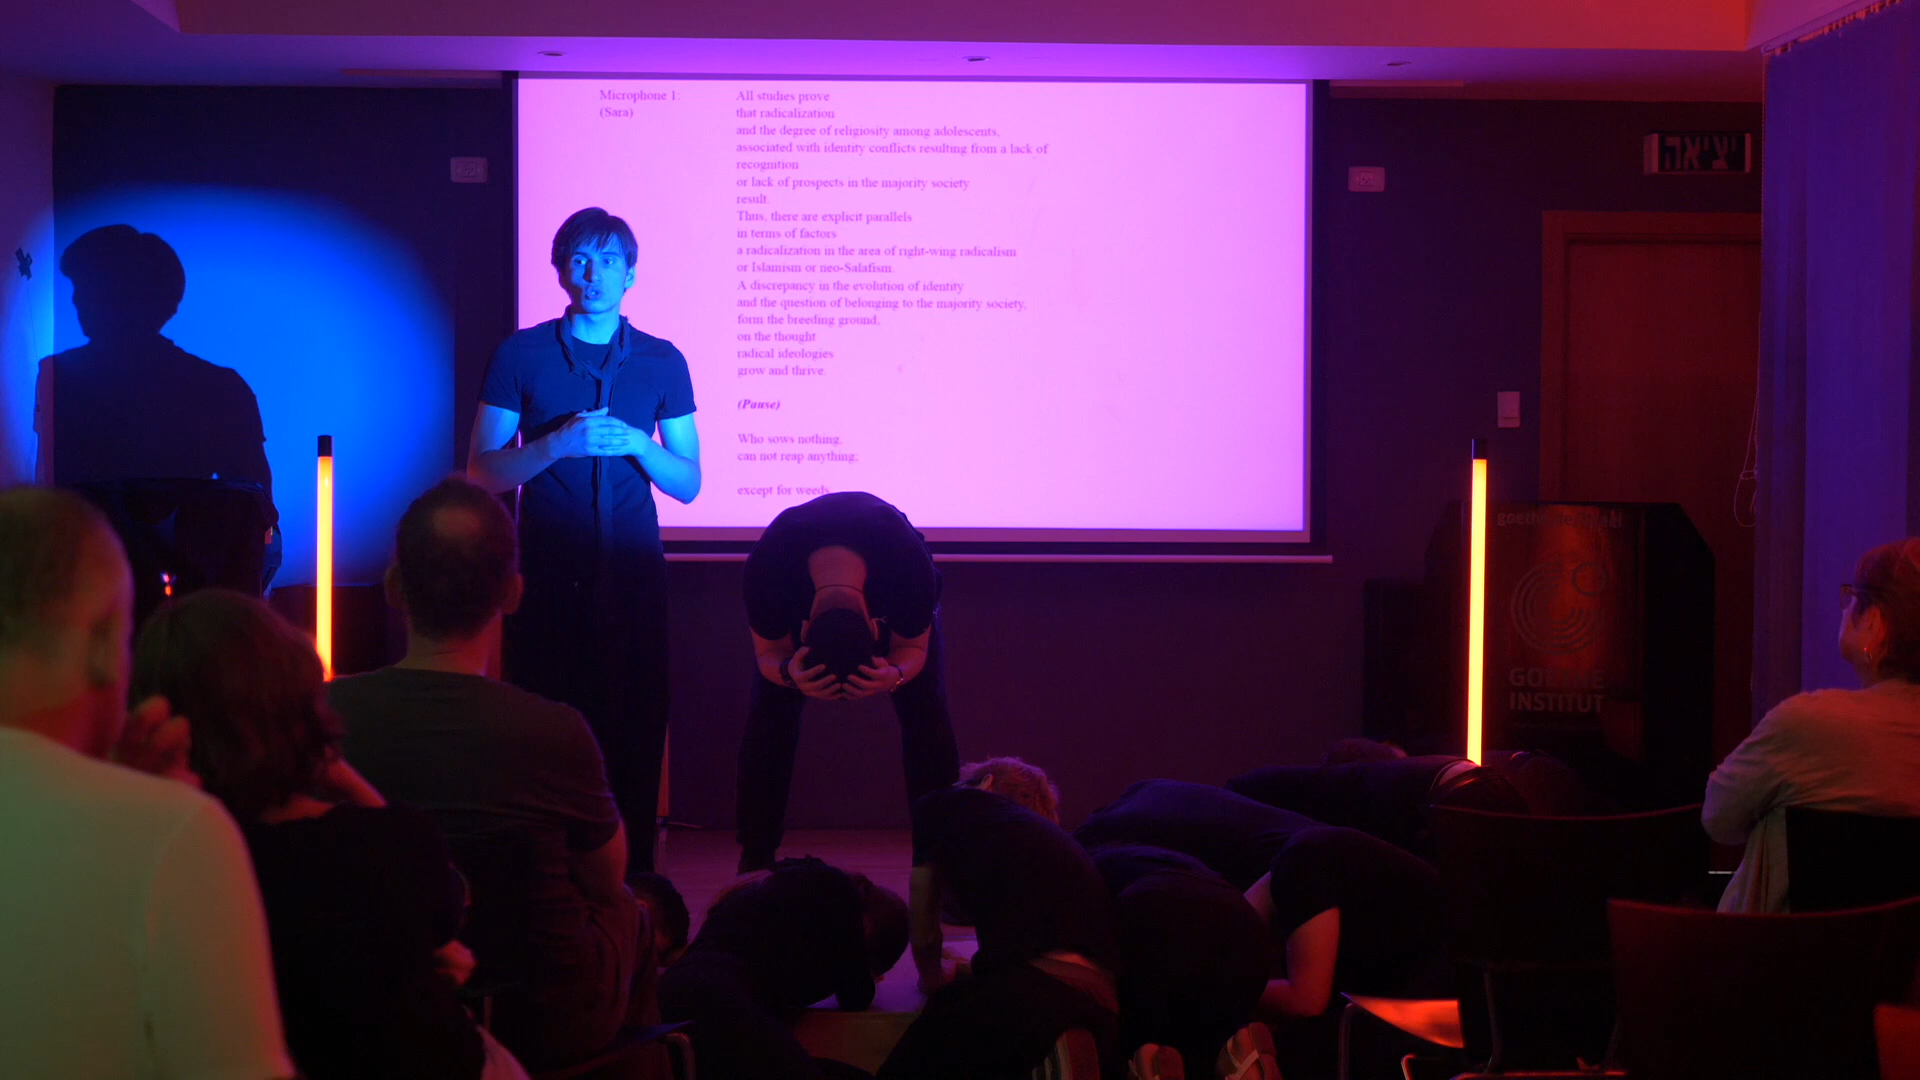 Microphone 1:
(Sara)
All studies prove
that radicalization
and the degree of religiosity among adolescents,
associated with identity conflicts resulting from a lack of
recognition
or lack of prospects in the majority society
result.
Thus, there are explicit parallels
in terms of factors
a radicalization in the area of right-wing radicalism
or Islamism or neo-Salafism.
A discrepancy in the evolution of identity
and the question of belonging to the majority society,
form the breeding ground,
on the thought
radical ideologies
grow and thrive.
(Pause)
Who sows nothing,
can not reap anything;
except for weeds
יציאה
GOETHE
INSTITUT